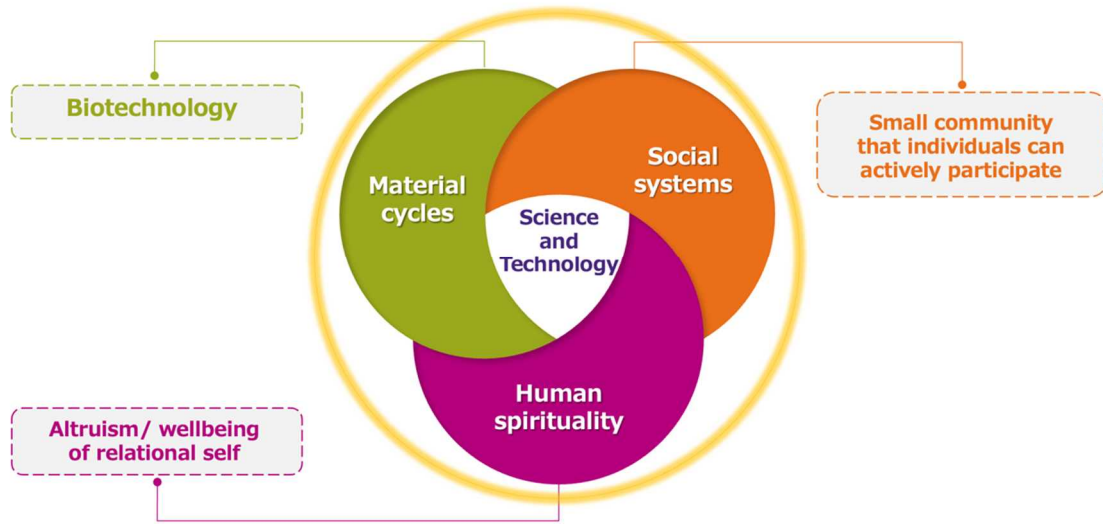 Biotechnology
Small community
that individuals can
actively participate
Material
cycles
Social
systems
Science
and
Technology
Human
spirituality
Altruism/ wellbeing
of relational self